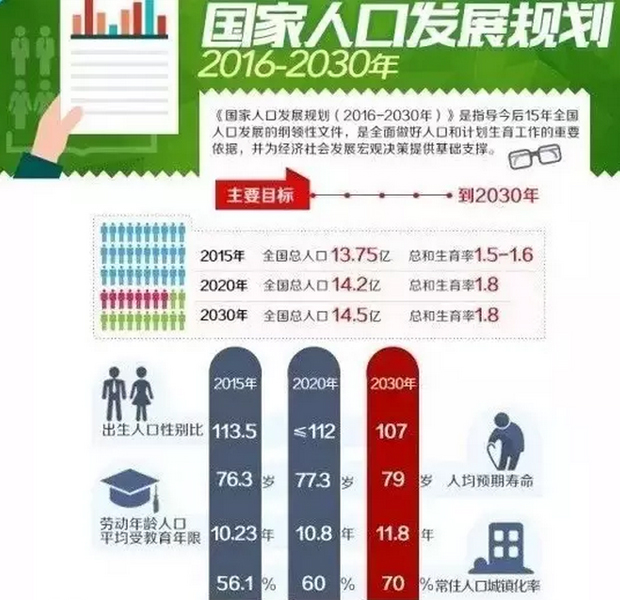 国家人口发展规划
2016-2030年
《国家人口发展规划（2016-2030年）》是指导今后15年全国
人口发展的纲领性文件，是全面做好人口和计划生育工作的重要
依据，并为经济社会发展宏观决策提供基础支撑。
主要目标 到2030年
2015年 全国总人口13.75亿 总和生育率1.5-1.6
2020年 全国总人口14.2亿 总和生育率1.8
2030年 全国总人口14.5亿 总和生育率1.8
2015年 2020年 2030年
出生人口性别比 113.5 ≤112 107
76.3岁 77.3岁 79岁 人均预期寿命
劳动年龄人口
平均受教育年限 10.23年 10.8年 11.8年
56.1% 60% 70% 常住人口城镇化率